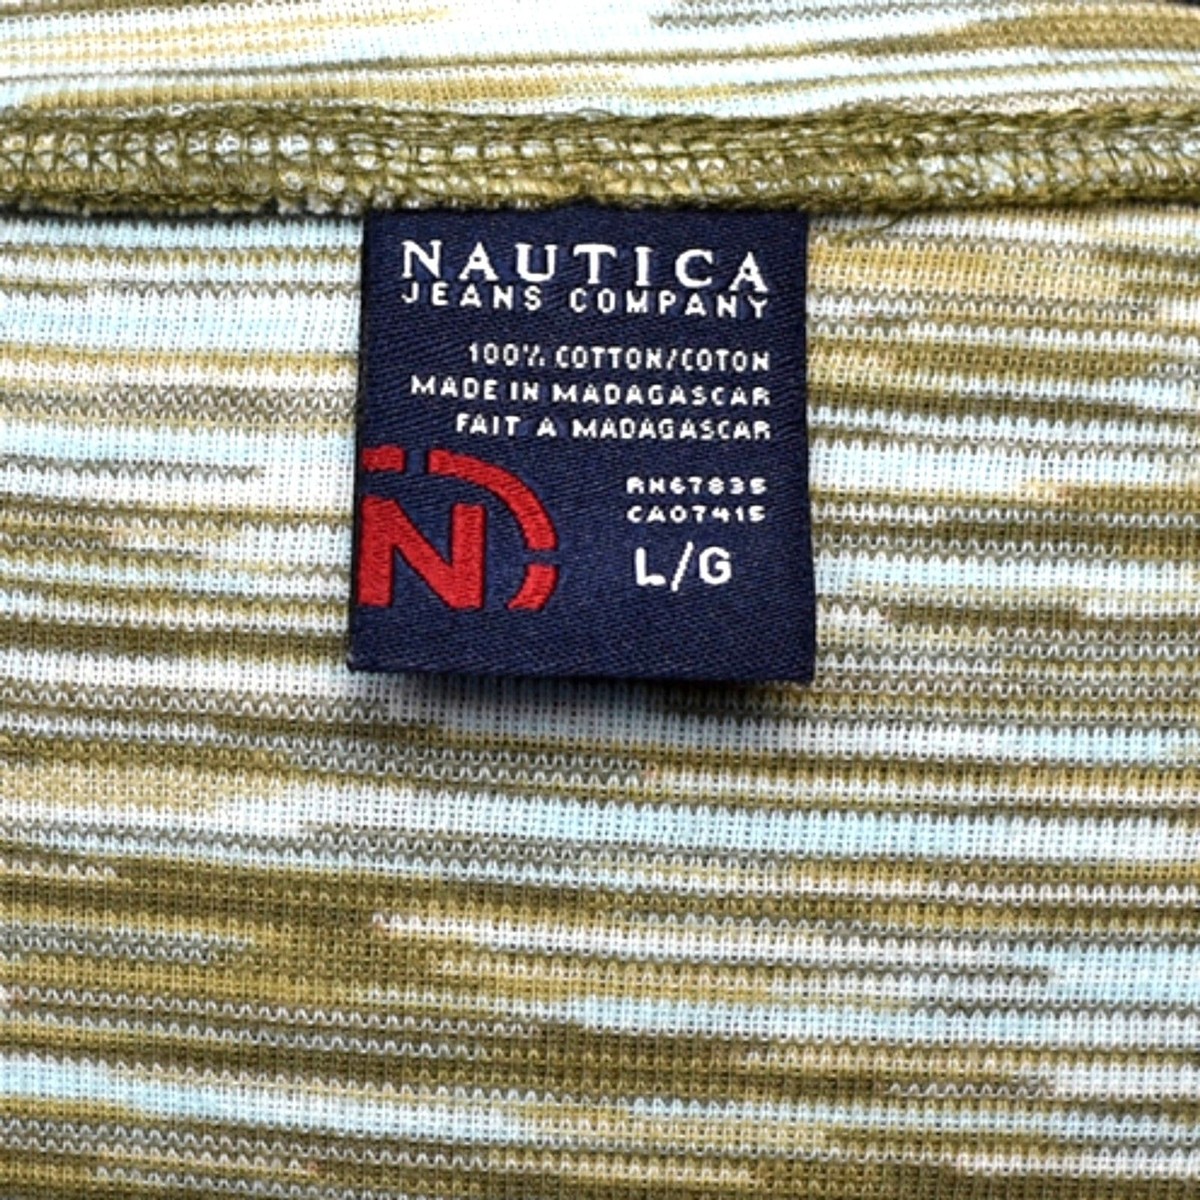 NAUTICA
JEANS COMPANY
100% COTTON/COTON
MADE IN MADAGASCAR
FAIT A MADAGASCAR
RN67835
CA07415
L/G
N